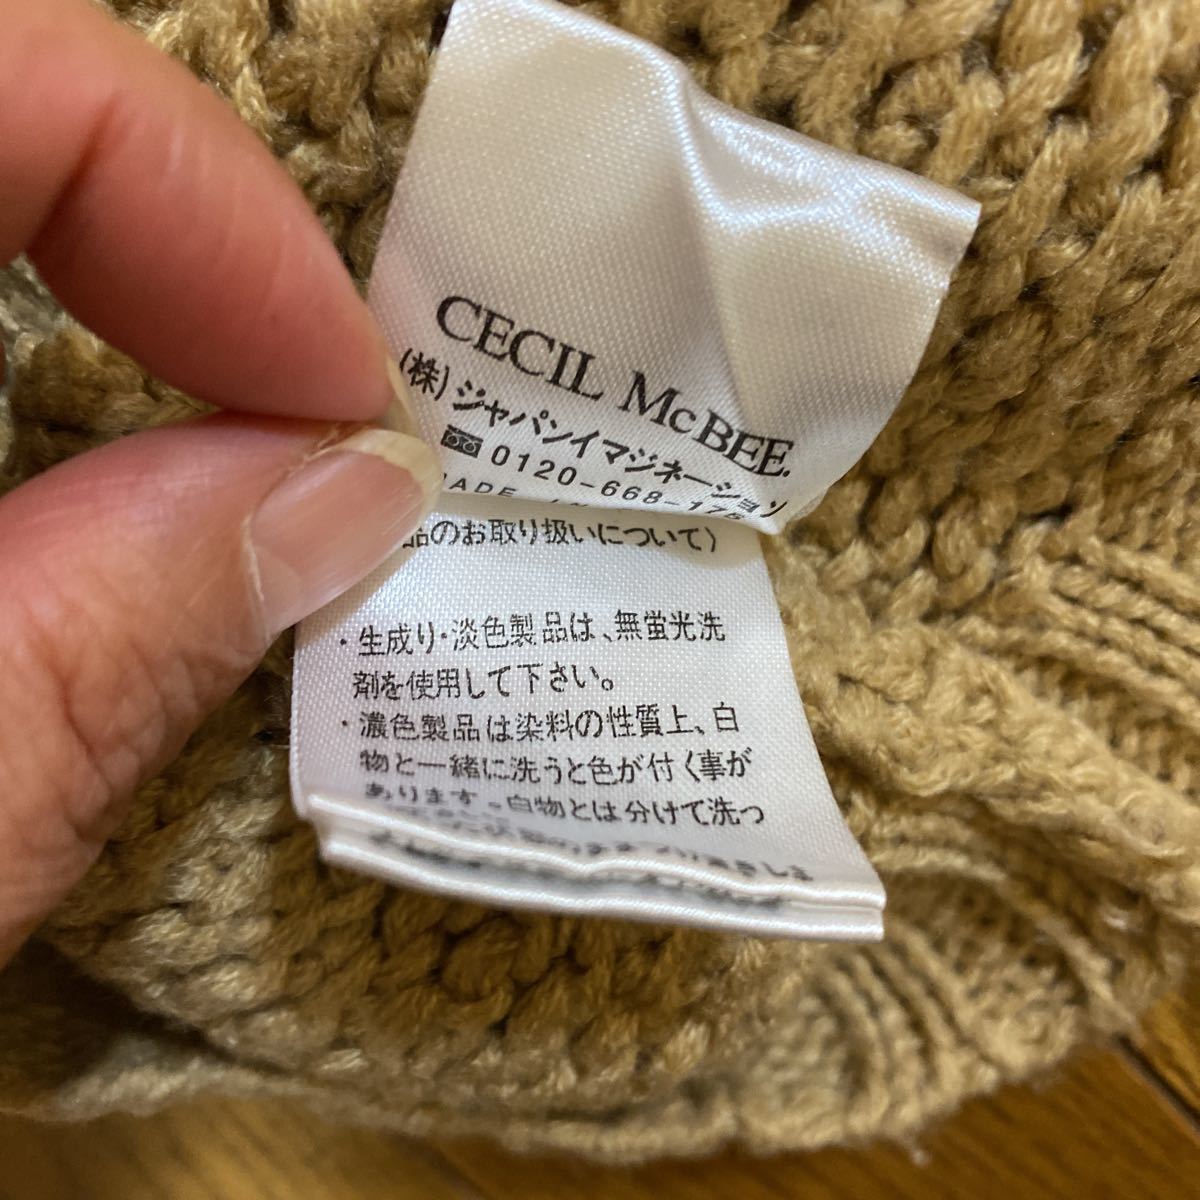 CECIL McBEE.
(株)ジャパンイマジネーション
0120-668-178
MADE
品のお取り扱いについて)
・生成り・淡色製品は、無蛍光洗
剤を使用して下さい。
・濃色製品は染料の性質上、白
物と一緒に洗うと色が付く事が
あります。白物とは分けて洗っ